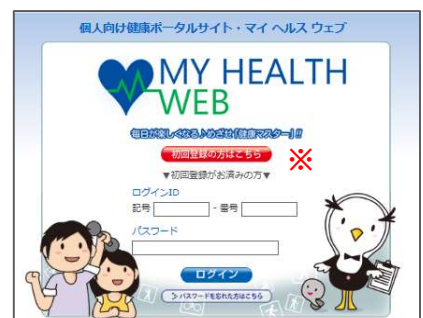 個人向け健康ポータルサイト・マイ ヘルス ウェブ
MY HEALTH
WEB
毎日が楽しくなる♪めざせ「健康マスター」!!
初回登録の方はこちら ※
▼初回登録がお済みの方▼
ログインID
記号 - 番号
パスワード
ログイン
> パスワードを忘れた方はこちら